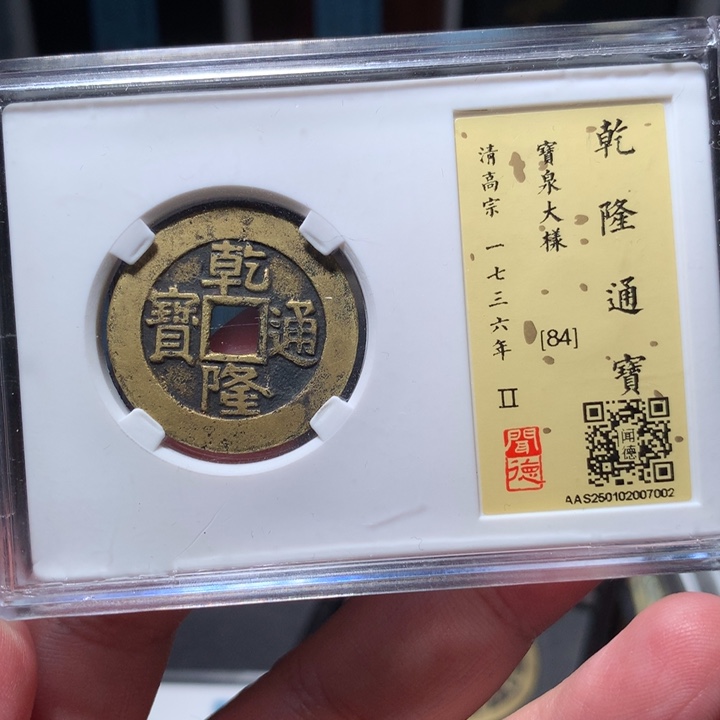 乾隆通寶
乾隆通寶
寶泉大樣
[84]
清高宗 一七三六年 II
聞德
闻德
AAS250102007002